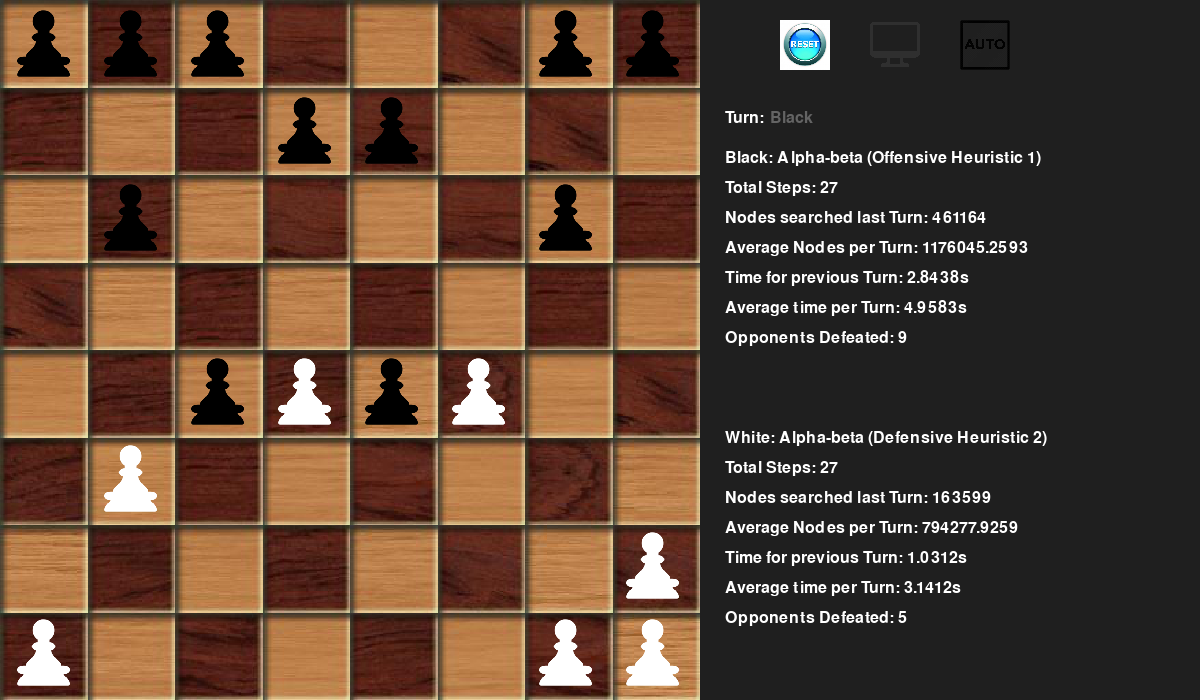 RESET
AUTO
Turn: Black
Black: Alpha-beta (Offensive Heuristic 1)
Total Steps: 27
Nodes searched last Turn: 461164
Average Nodes per Turn: 1176045.2593
Time for previous Turn: 2.8438s
Average time per Turn: 4.9583s
Opponents Defeated: 9
White: Alpha-beta (Defensive Heuristic 2)
Total Steps: 27
Nodes searched last Turn: 163599
Average Nodes per Turn: 794277.9259
Time for previous Turn: 1.0312s
Average time per Turn: 3.1412s
Opponents Defeated: 5